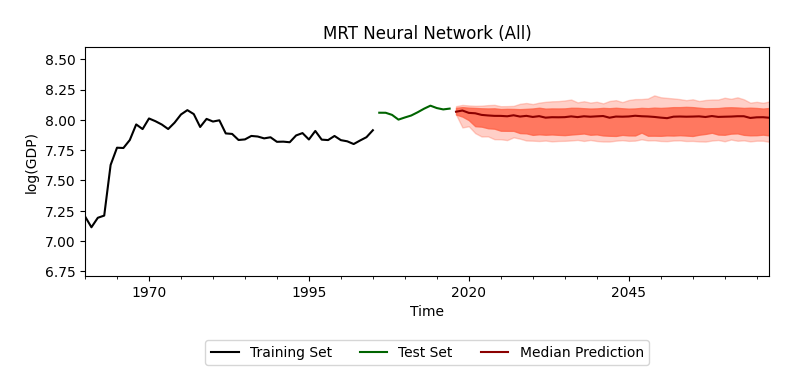 MRT Neural Network (All)
8.50
8.25
8.00
7.75
7.50
7.25
7.00
6.75
log(GDP)
1970 1995 2020 2045
Time
Training Set Test Set Median Prediction